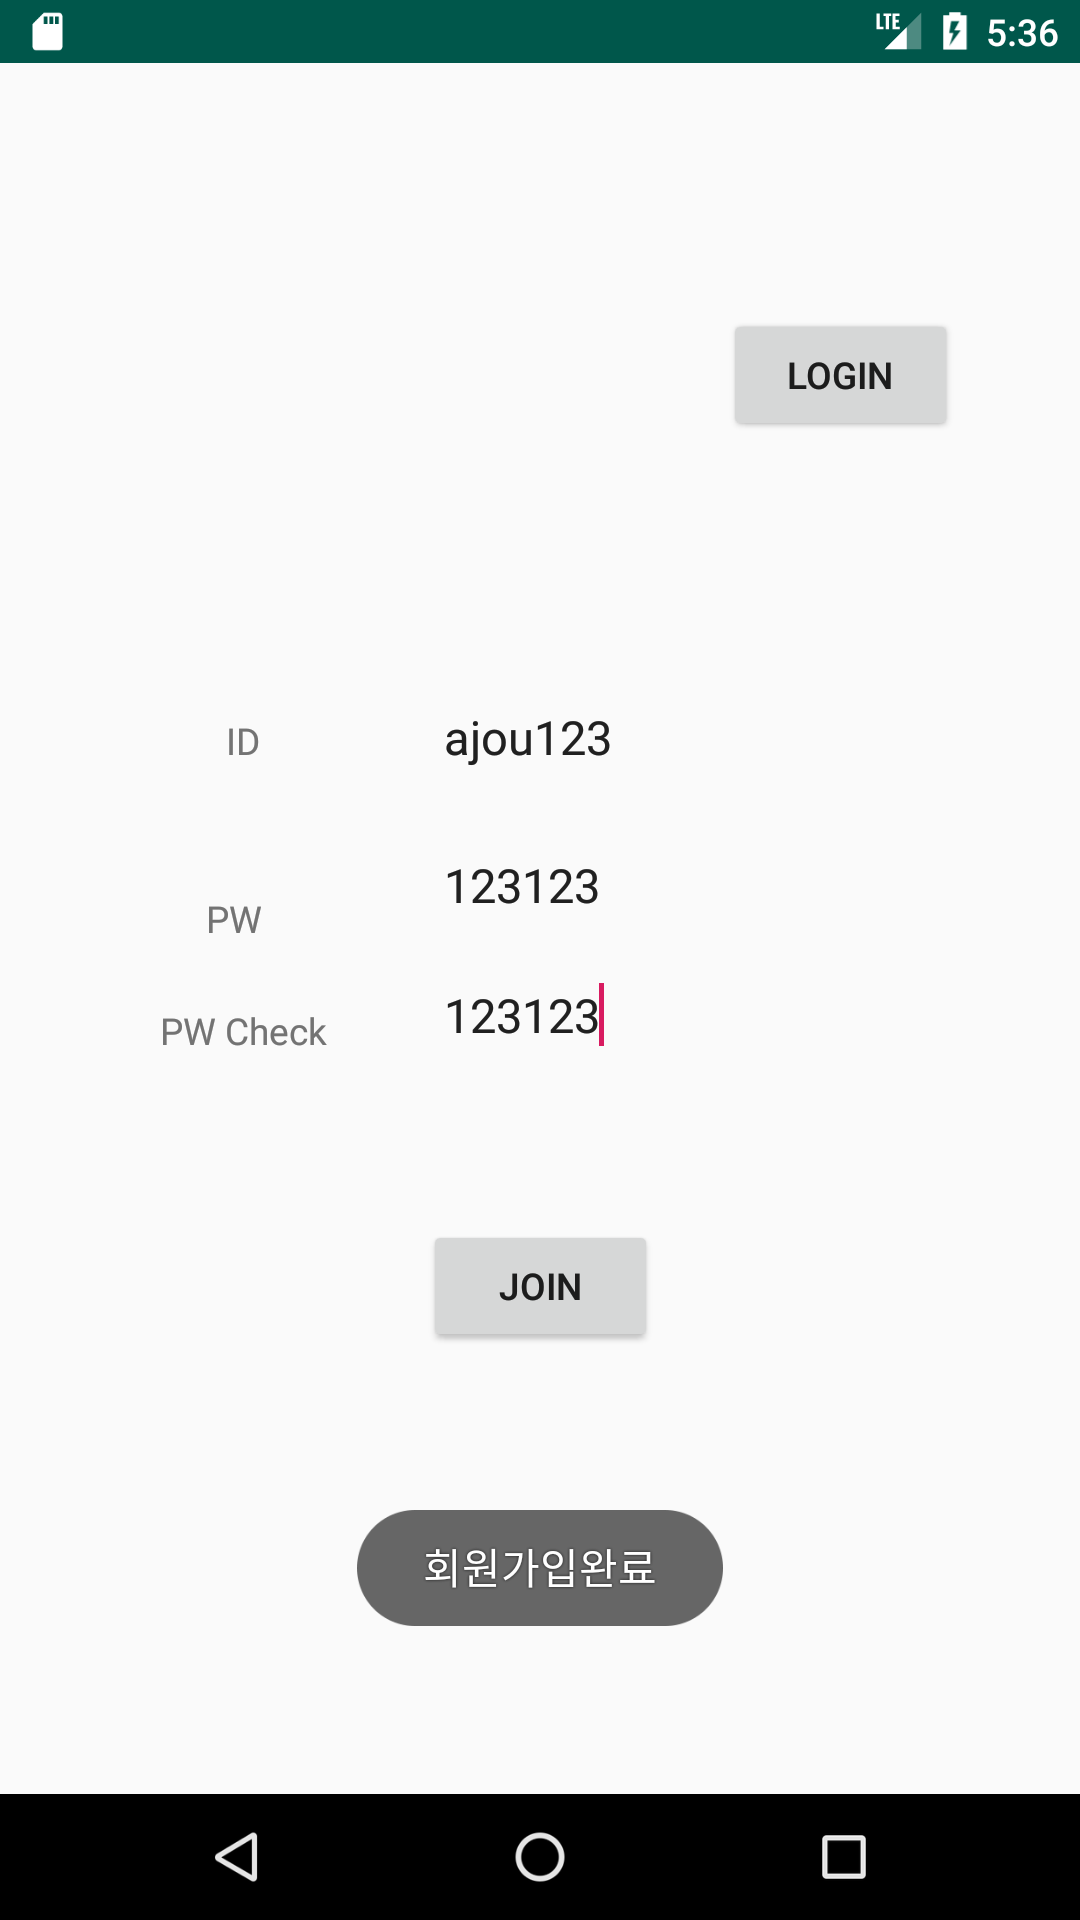 LTE 5:36
LOGIN
ID ajou123
123123
PW
123123
PW Check
JOIN
회원가입완료